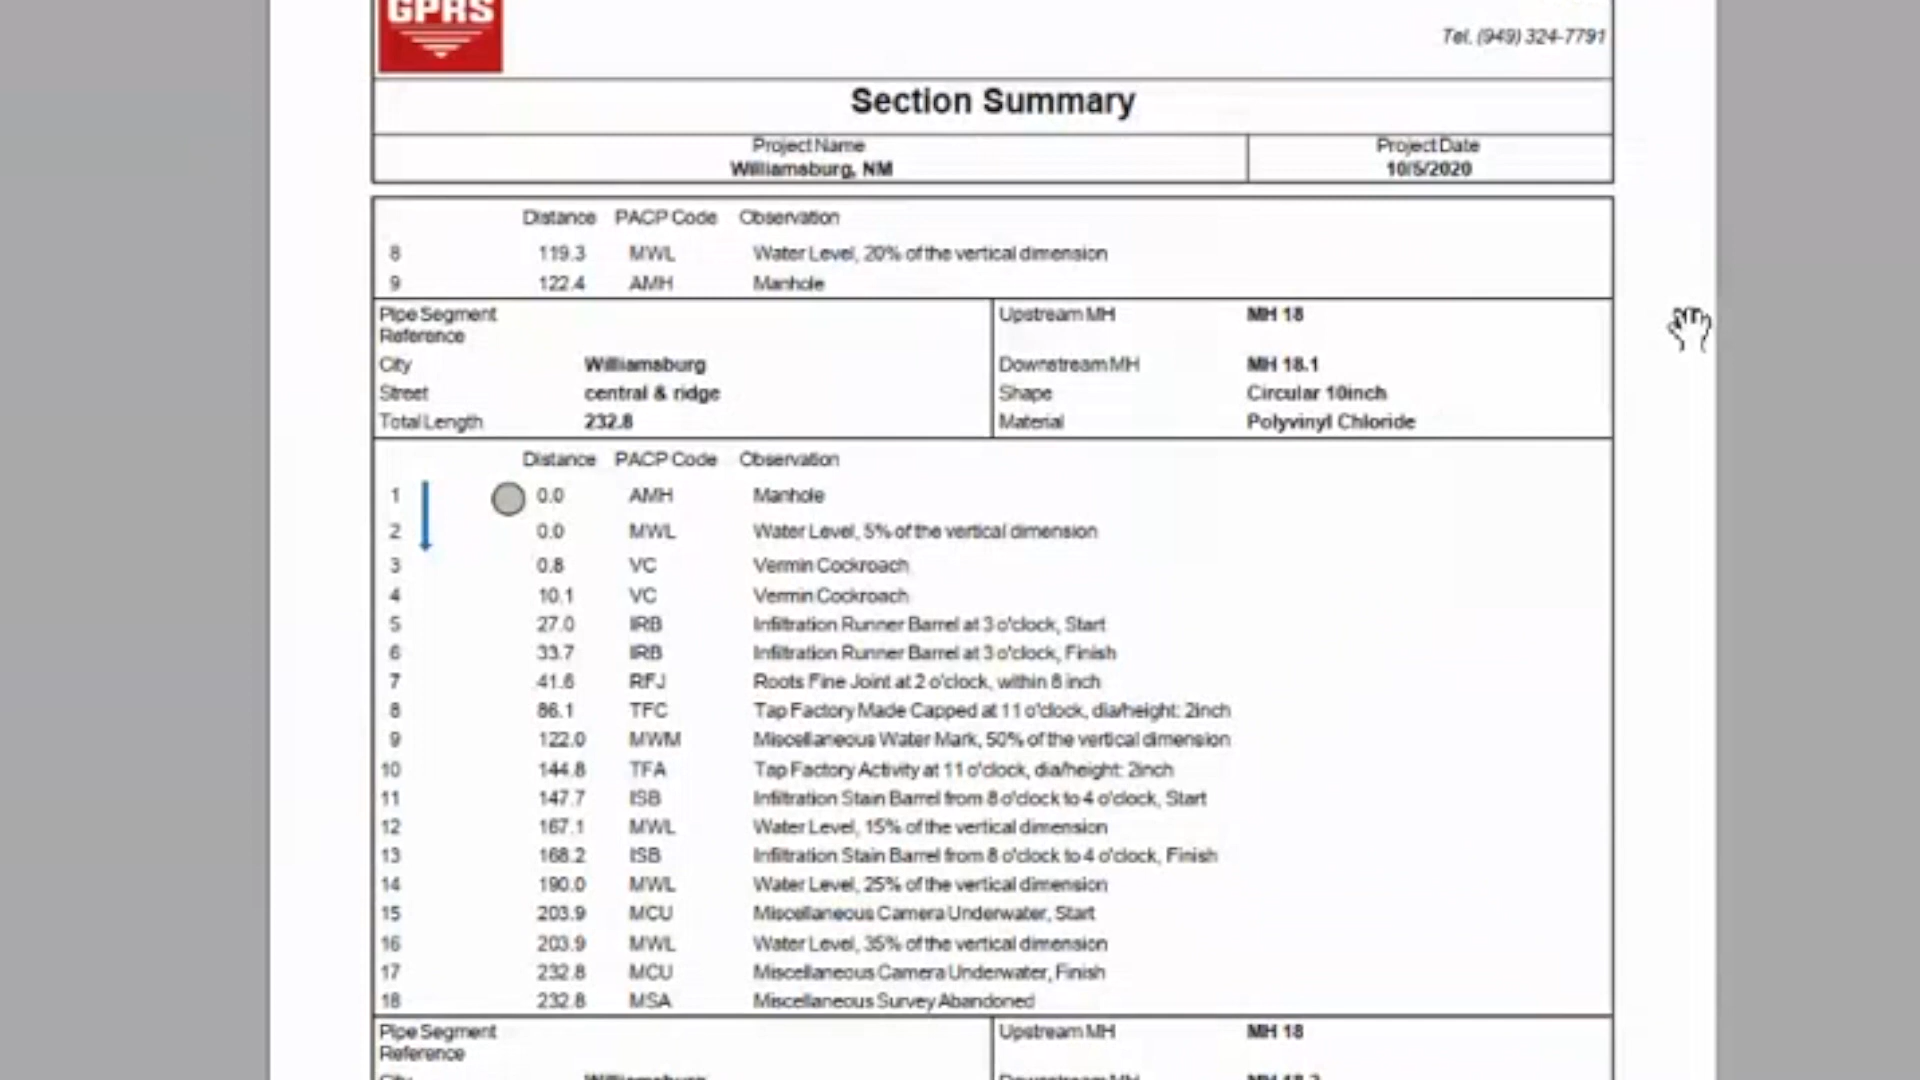 GPRS
Tel. (949) 324-7791
Section Summary
Project Name Project Date
Williamsburg, NM 10/5/2020
Distance PACP Code Observation
8 119.3 MWL Water Level, 20% of the vertical dimension
9 122.4 AMH Manhole
Pipe Segment Reference Upstream MH MH 18
City Williamsburg Downstream MH MH 18.1
Street central & ridge Shape Circular 10inch
Total Length 232.8 Material Polyvinyl Chloride
Distance PACP Code Observation
1 0.0 AMH Manhole
2 0.0 MWL Water Level, 5% of the vertical dimension
3 0.8 VC Vermin Cockroach
4 10.1 VC Vermin Cockroach
5 27.0 IRB Infiltration Runner Barrel at 3 o'clock, Start
6 33.7 IRB Infiltration Runner Barrel at 3 o'clock, Finish
7 41.6 RFJ Roots Fine Joint at 2 o'clock, within 8 inch
8 86.1 TFC Tap Factory Made Capped at 11 o'clock, dia/height: 2inch
9 122.0 MWM Miscellaneous Water Mark, 50% of the vertical dimension
10 144.8 TFA Tap Factory Activity at 11 o'clock, dia/height: 2inch
11 147.7 ISB Infiltration Stain Barrel from 8 o'clock to 4 o'clock, Start
12 167.1 MWL Water Level, 15% of the vertical dimension
13 168.2 ISB Infiltration Stain Barrel from 8 o'clock to 4 o'clock, Finish
14 190.0 MWL Water Level, 25% of the vertical dimension
15 203.9 MCU Miscellaneous Camera Underwater, Start
16 203.9 MWL Water Level, 35% of the vertical dimension
17 232.8 MCU Miscellaneous Camera Underwater, Finish
18 232.8 MSA Miscellaneous Survey Abandoned
Pipe Segment Reference Upstream MH MH 18
City Williamsburg Downstream MH